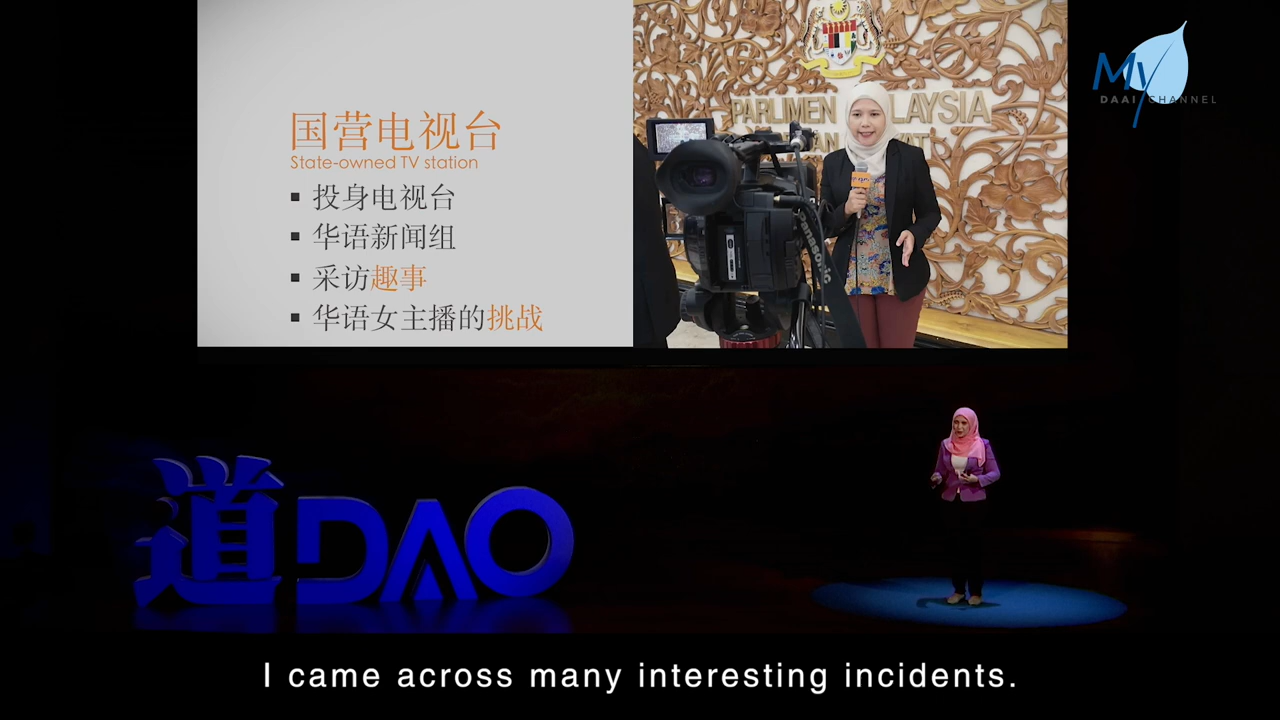 国营电视台
State-owned TV station
▪ 投身电视台
▪ 华语新闻组
▪ 采访趣事
▪ 华语女主播的挑战
PARLIMEN MALAYSIA
Panasonic
My
DAAI CHANNEL
道DAO
I came across many interesting incidents.